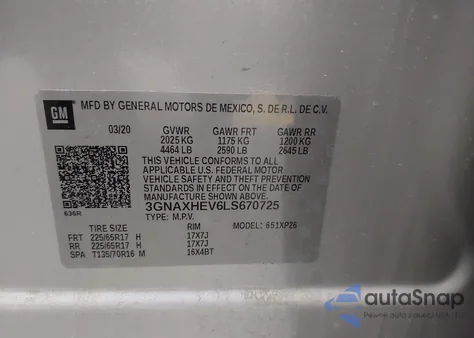 GM
MFD BY GENERAL MOTORS DE MEXICO, S. DE R.L. DE C.V.
03/20 GVWR GAWR FRT GAWR RR
2025 KG 1175 KG 1200 KG
4464 LB 2590 LB 2645 LB
THIS VEHICLE CONFORMS TO ALL
APPLICABLE U.S. FEDERAL MOTOR
VEHICLE SAFETY AND THEFT PREVENTION
STANDARDS IN EFFECT ON THE DATE OF
MANUFACTURE SHOWN ABOVE.
3GNAXHEV6LS670725
636R TYPE: M.P.V. MODEL: 651XP26
TIRE SIZE RIM
FRT 225/65R17 H 17X7J
RR 225/65R17 H 17X7J
SPA T135/70R16 M 16X4BT
autaSnap
Pewne auta z aukcji